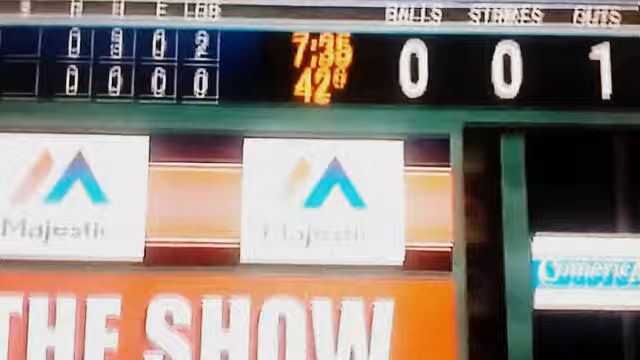 R H E LOB BALLS STRIKES OUTS
0 0 0 2 7:35 0 0 1
0 0 0 0 42°
Majestic Majestic
THE SHOW